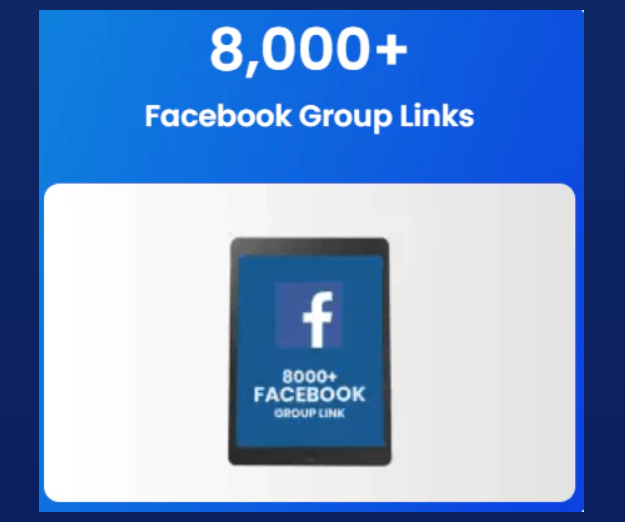 8,000+
Facebook Group Links
f
8000+
FACEBOOK
GROUP LINK